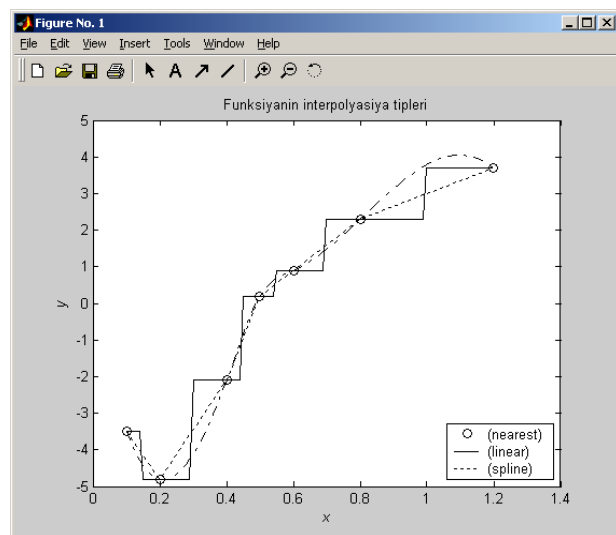 Figure No. 1
File Edit View Insert Tools Window Help
A
Funksiyanin interpolyasiya tipleri
5
4
3
2
1
0
-1
-2
-3
-4
-5
y
0 0.2 0.4 0.6 0.8 1 1.2 1.4
x
(nearest)
(linear)
(spline)